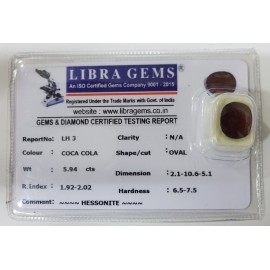 LIBRA GEMS
An ISO Certified Gems Company 9001 - 2015
Registered Under the Trade Marks with Govt. of India
website : www.libragems.co.in
GEMS & DIAMOND CERTIFIED TESTING REPORT
ReportNo: LH 3 Clarity : N/A
Colour : COCA COLA Shape/cut : OVAL
Wt : 5.94 cts Dimension : 2.1-10.6-5.1
R.Index : 1.92-2.02 Hardness : 6.5-7.5
Comment: ~~~~ HESSONITE ~~~~